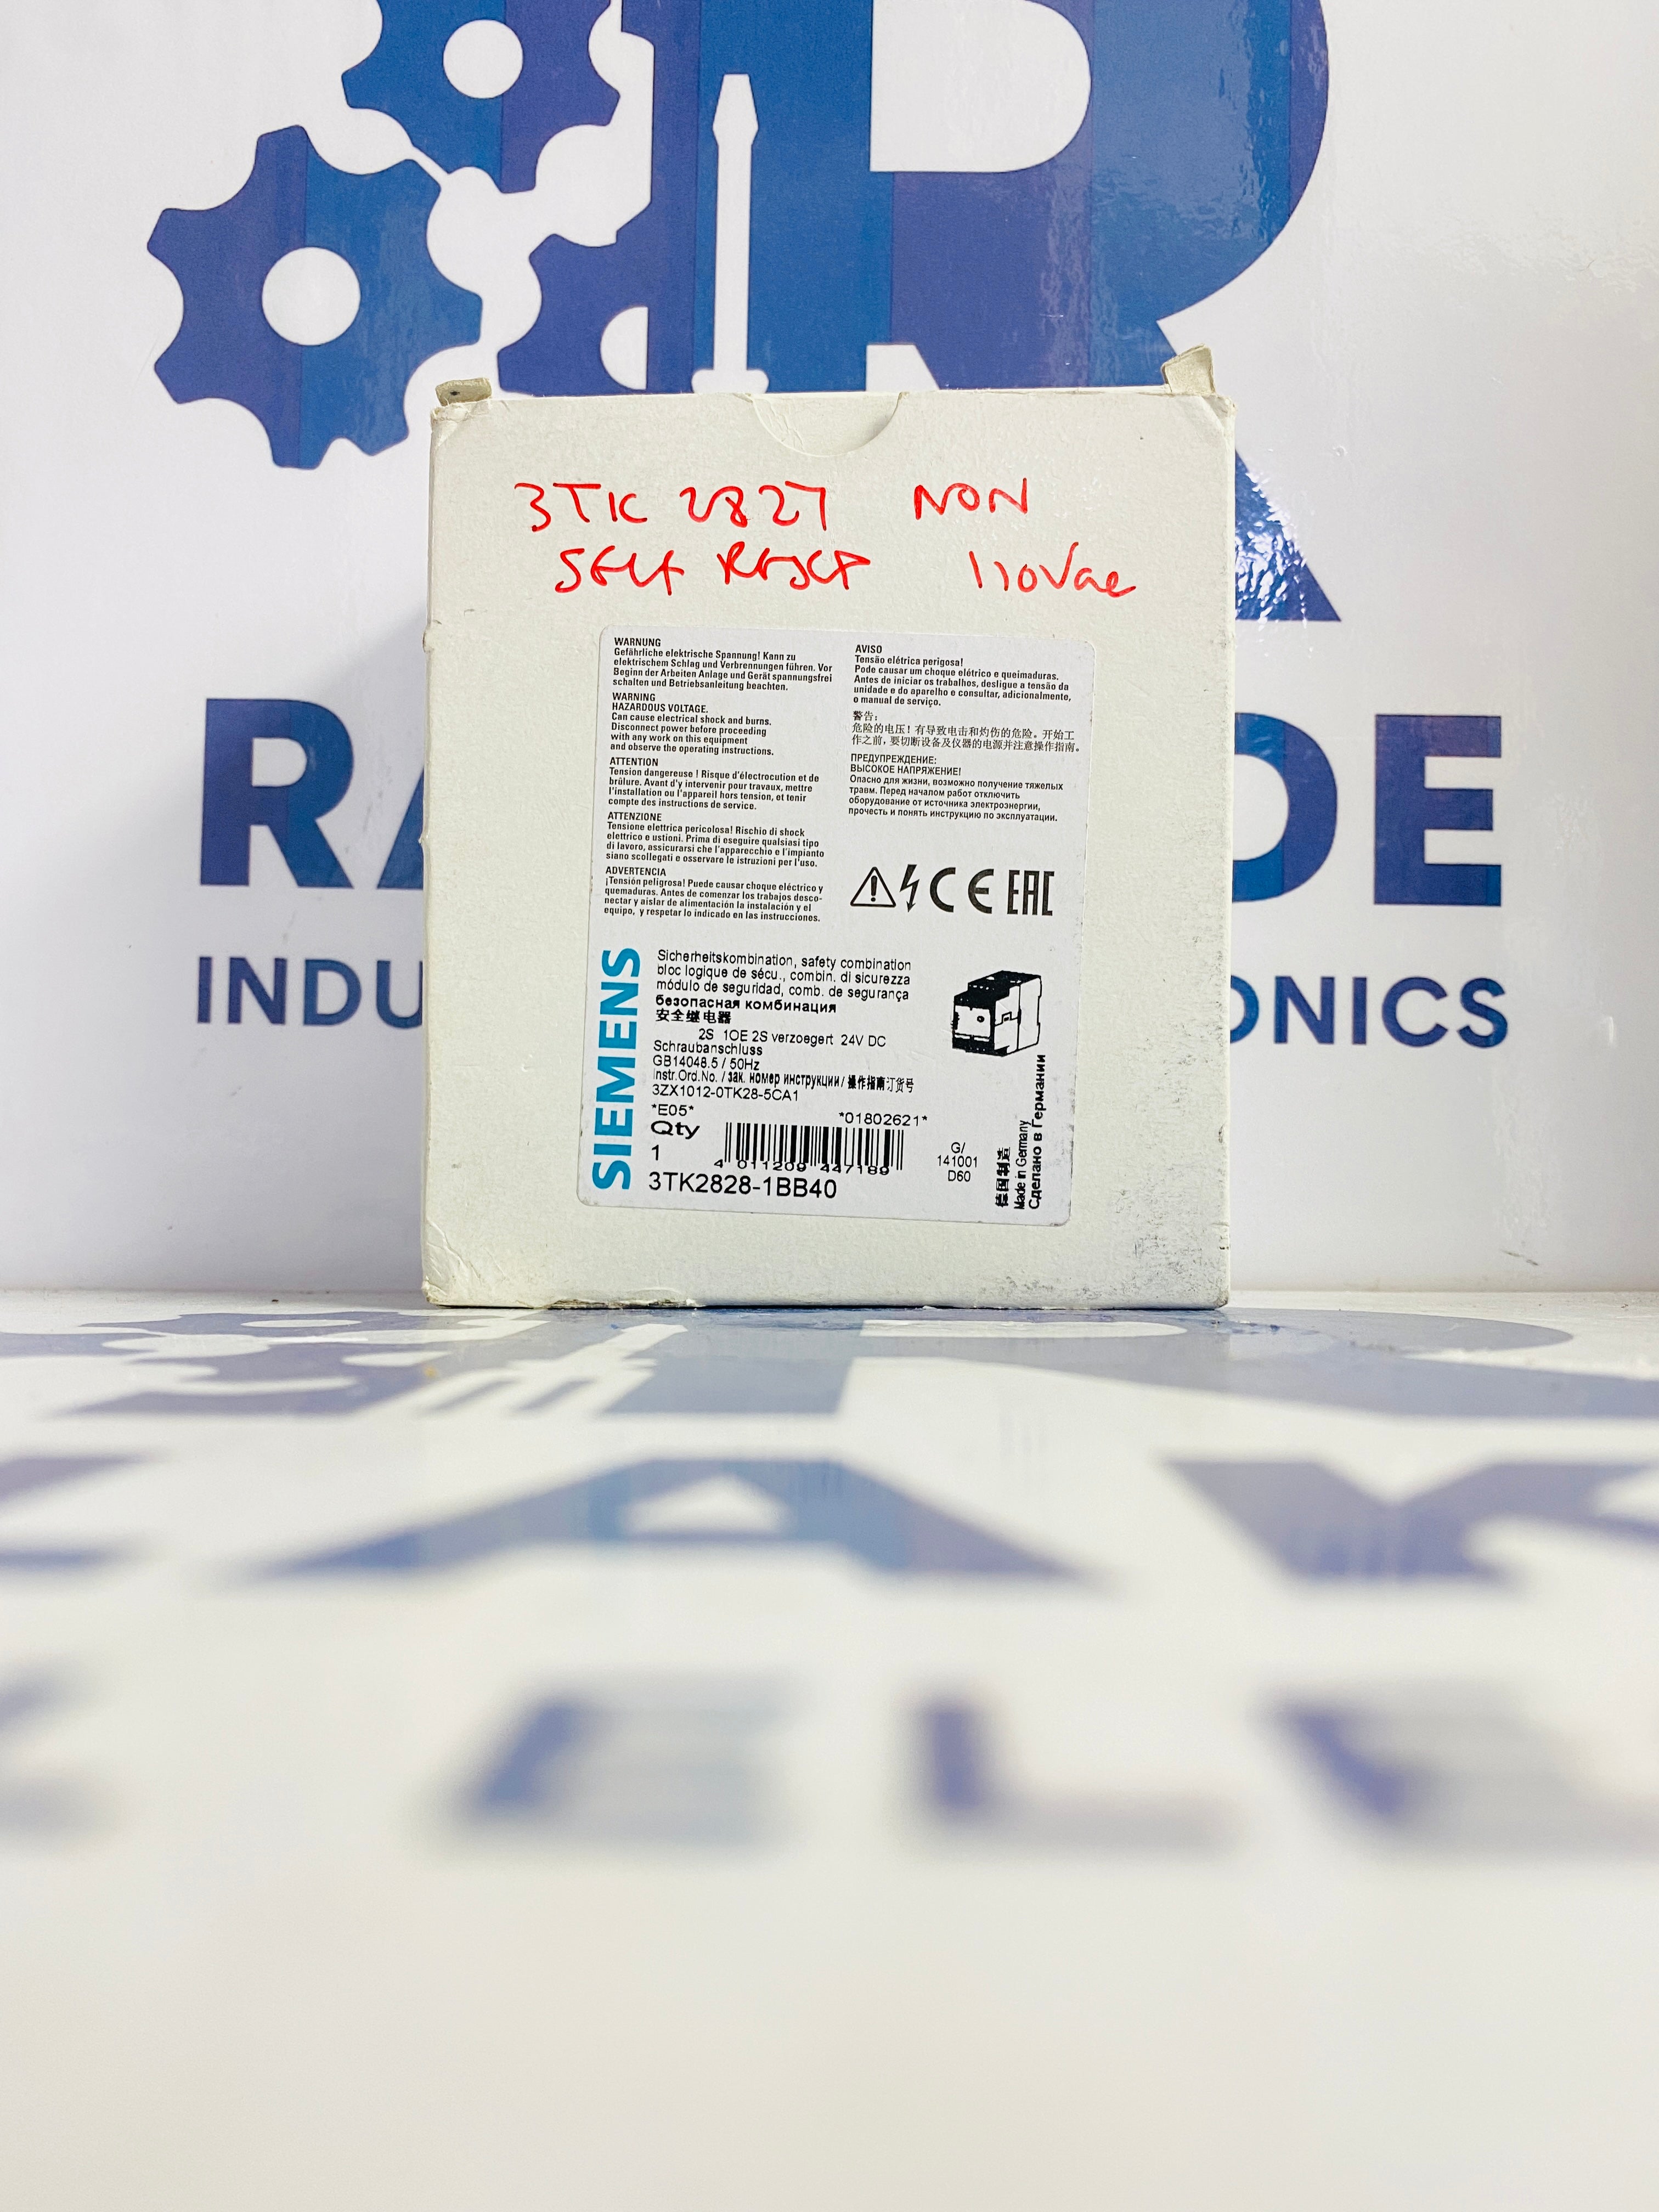 3TK 2827 NON
SELF RESET 110Vac
WARNUNG
Gefährliche elektrische Spannung! Kann zu
elektrischem Schlag und Verbrennungen führen. Vor
Beginn der Arbeiten Anlage und Gerät spannungsfrei
schalten und Betriebsanleitung beachten.
WARNING
HAZARDOUS VOLTAGE.
Can cause electrical shock and burns.
Disconnect power before proceeding
with any work on this equipment
and observe the operating instructions.
ATTENTION
Tension dangereuse ! Risque d'électrocution et de
brûlure. Avant d'y intervenir pour travaux, mettre
l'installation ou l'appareil hors tension, et tenir
compte des instructions de service.
ATTENZIONE
Tensione elettrica pericolosa! Rischio di shock
elettrico e ustioni. Prima di eseguire qualsiasi tipo
di lavoro, assicurarsi che l'apparecchio e l'impianto
siano scollegati e osservare le istruzioni per l'uso.
ADVERTENCIA
¡Tensión peligrosa! Puede causar choque eléctrico y
quemaduras. Antes de comenzar los trabajos desco-
nectar y aislar de alimentación la instalación y el
equipo, y respetar lo indicado en las instrucciones.
AVISO
Tensão elétrica perigosa!
Pode causar um choque elétrico e queimaduras.
Antes de iniciar os trabalhos, desligue a tensão da
unidade e do aparelho e consultar, adicionalmente,
o manual de serviço.
警告：
危险的电压！有导致电击和灼伤的危险。开始工
作之前，要切断设备及仪器的电源并注意操作指南。
ПРЕДУПРЕЖДЕНИЕ:
ВЫСОКОЕ НАПРЯЖЕНИЕ!
Опасно для жизни, возможно получение тяжелых
травм. Перед началом работ отключить
оборудование от источника электроэнергии,
прочесть и понять инструкцию по эксплуатации.
CE EAC
SIEMENS
Sicherheitskombination, safety combination
bloc logique de sécu., combin. di sicurezza
módulo de seguridad, comb. de segurança
безопасная комбинация
安全继电器
2S 1OE 2S verzoegert 24V DC
Schraubanschluss
GB14048.5 / 50Hz
Instr.Ord.No. / зак. номер инструкции / 操作指南订货号
3ZX1012-0TK28-5CA1
*E05* *01802621*
Qty
1
4 011209 447189
3TK2828-1BB40
G/
141001
D60
德国制造
Made in Germany
Сделано в Германии